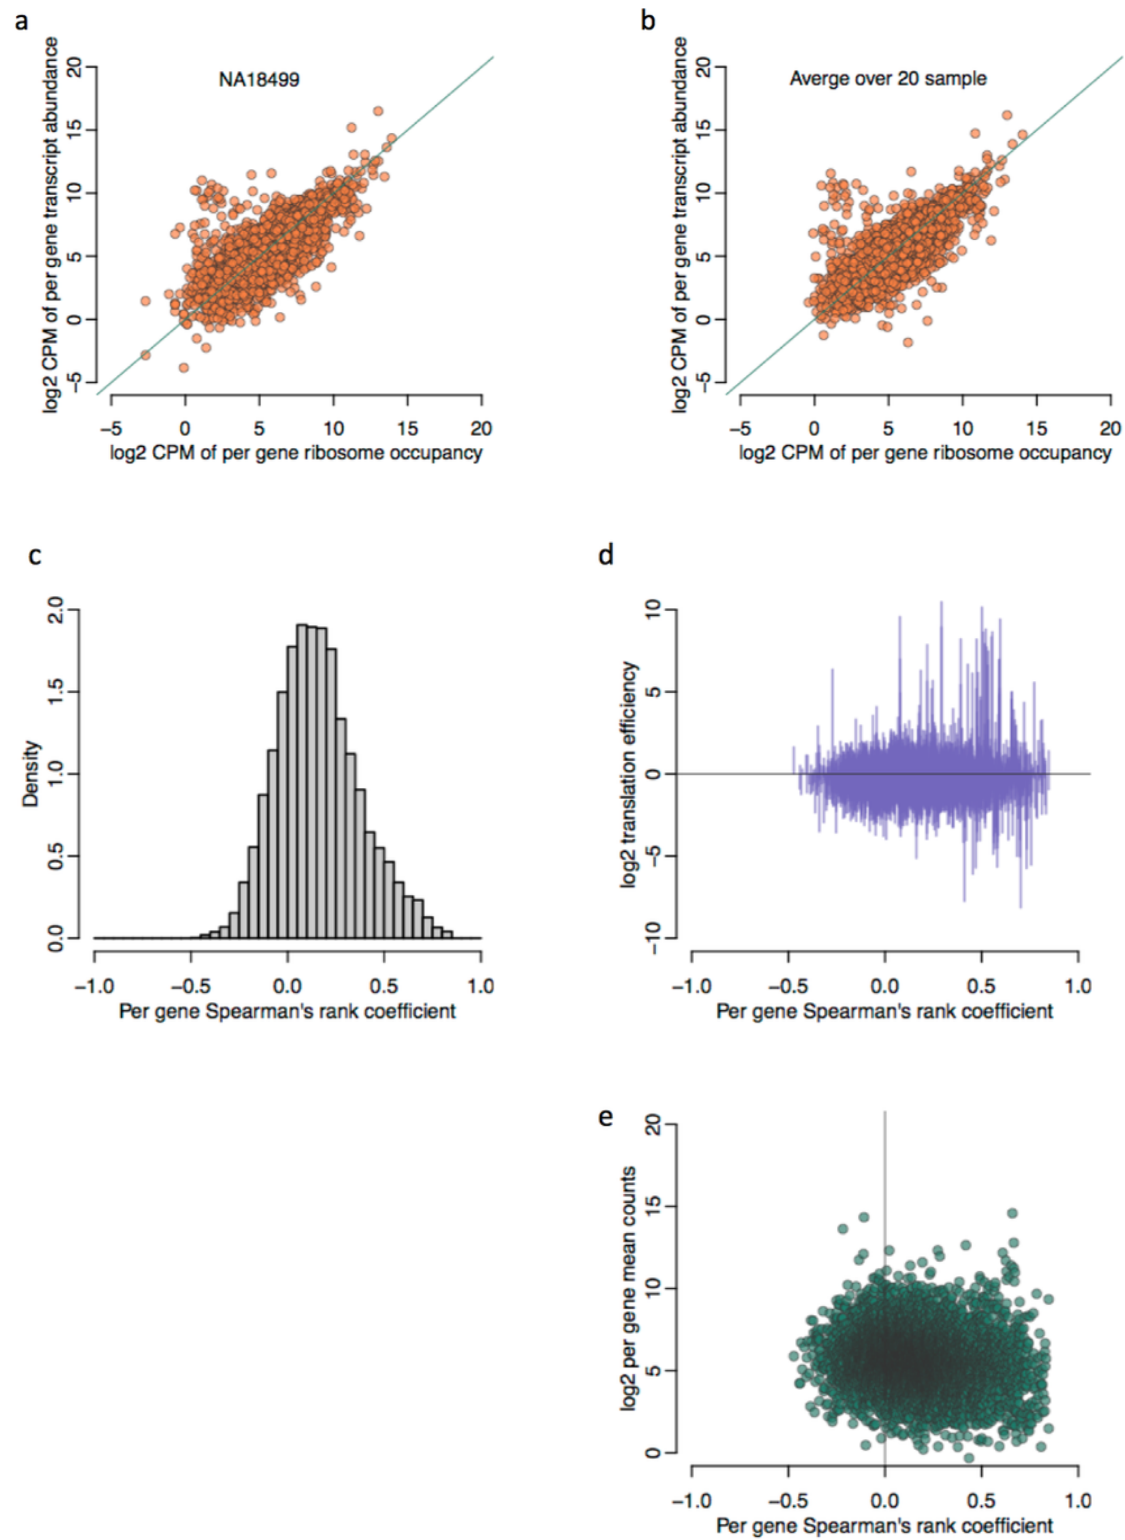 a
log2 CPM of per gene transcript abundance
NA18499
20
15
10
5
0
−5
−5 0 5 10 15 20
log2 CPM of per gene ribosome occupancy
b
log2 CPM of per gene transcript abundance
Averge over 20 sample
20
15
10
5
0
−5
−5 0 5 10 15 20
log2 CPM of per gene ribosome occupancy
c
Density
2.0
1.5
1.0
0.5
0.0
−1.0 −0.5 0.0 0.5 1.0
Per gene Spearman's rank coefficient
d
log2 translation efficiency
10
5
0
−5
−10
−1.0 −0.5 0.0 0.5 1.0
Per gene Spearman's rank coefficient
e
log2 per gene mean counts
20
15
10
5
0
−1.0 −0.5 0.0 0.5 1.0
Per gene Spearman's rank coefficient